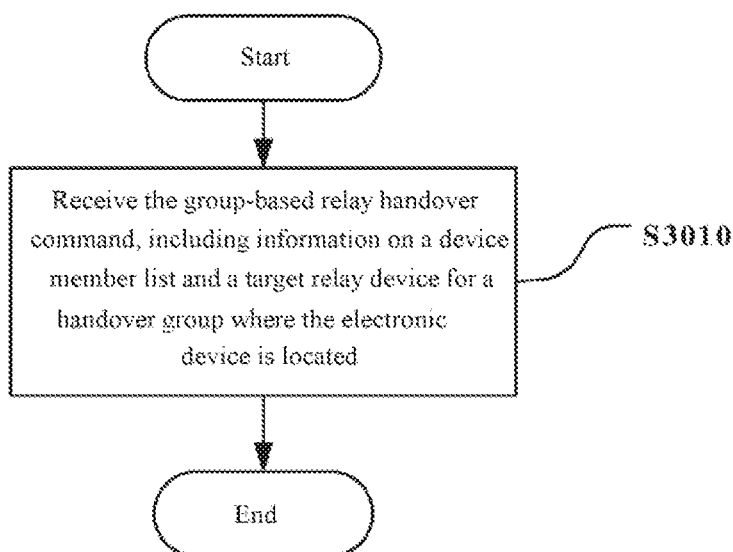 Start
Receive the group-based relay handover
command, including information on a device
member list and a target relay device for a
handover group where the electronic
device is located
S3010
End